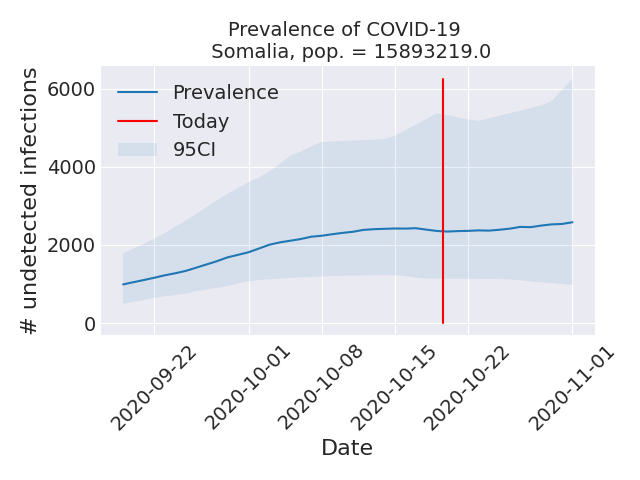 Prevalence of COVID-19
Somalia, pop. = 15893219.0
# undetected infections
6000
4000
2000
0
Prevalence
Today
95CI
2020-09-22
2020-10-01
2020-10-08
2020-10-15
2020-10-22
2020-11-01
Date